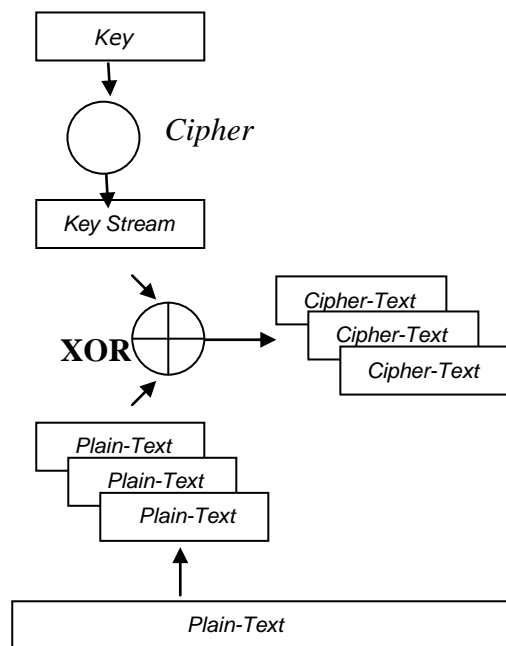 Key
Cipher
Key Stream
Cipher-Text
Cipher-Text
XOR
Cipher-Text
Plain-Text
Plain-Text
Plain-Text
Plain-Text